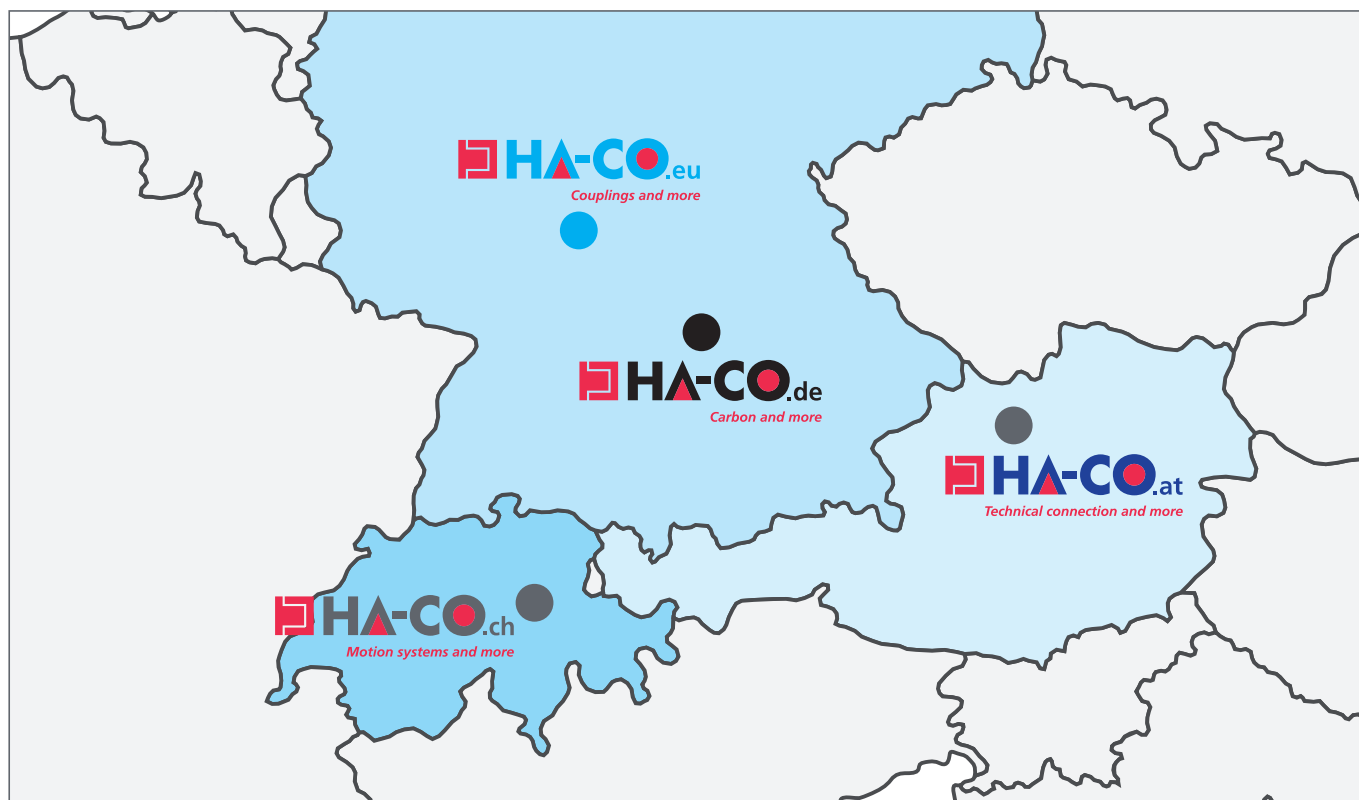 HA-CO.eu
Couplings and more
HA-CO.de
Carbon and more
HA-CO.at
Technical connection and more
HA-CO.ch
Motion systems and more